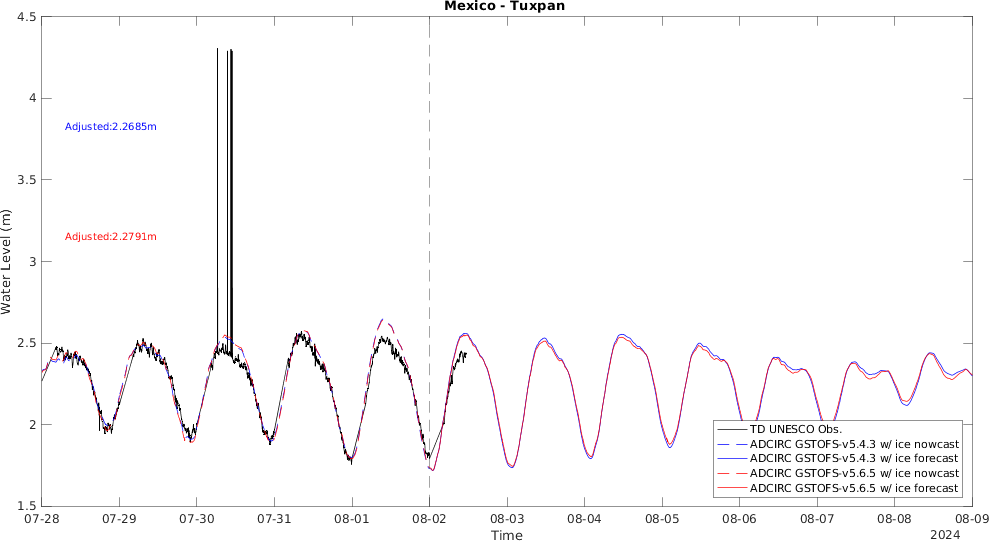 Mexico - Tuxpan
4.5
4
3.5
3
2.5
2
1.5
Water Level (m)
Adjusted:2.2685m
Adjusted:2.2791m
TD UNESCO Obs.
ADCIRC GSTOFS-v5.4.3 w/ ice nowcast
ADCIRC GSTOFS-v5.4.3 w/ ice forecast
ADCIRC GSTOFS-v5.6.5 w/ ice nowcast
ADCIRC GSTOFS-v5.6.5 w/ ice forecast
07-28 07-29 07-30 07-31 08-01 08-02 08-03 08-04 08-05 08-06 08-07 08-08 08-09
Time
2024